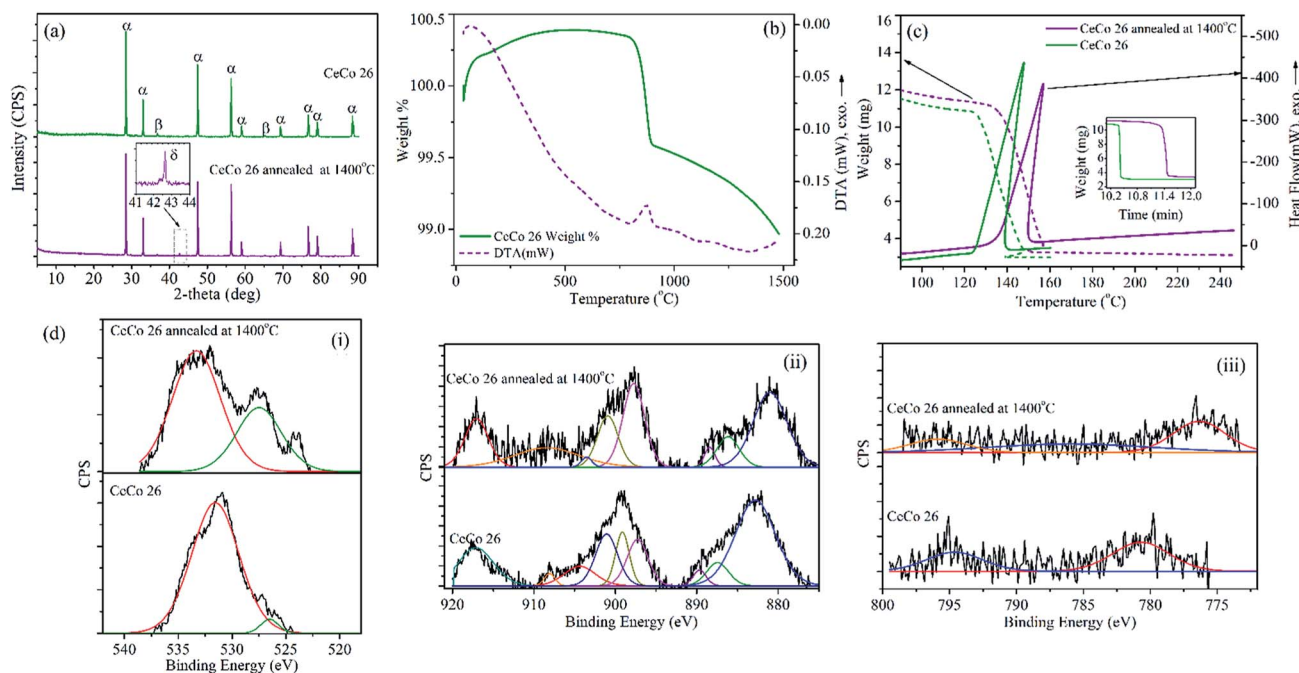 (a)
α
α
α
α
CeCo 26
β
α
β
α
α
α
α
δ
CeCo 26 annealed at 1400°C
41 42 43 44
Intensity (CPS)
10 20 30 40 50 60 70 80 90
2-theta (deg)
(b)
100.5
100.0
99.5
99.0
Weight %
0.00
0.05
0.10
0.15
0.20
DTA (mW), exo.
CeCo 26 Weight %
DTA(mW)
0 500 1000 1500
Temperature (°C)
(c)
CeCo 26 annealed at 1400°C
CeCo 26
16
14
12
10
8
6
4
2
Weight (mg)
-500
-400
-300
-200
-100
0
Heat Flow(mW), exo.
10
8
6
4
2
Weight (mg)
10.2 10.8 11.4 12.0
Time (min)
100 120 140 160 180 200 220 240
Temperature (°C)
(d)
CeCo 26 annealed at 1400°C
(i)
CeCo 26
CPS
540 535 530 525 520
Binding Energy (eV)
(ii)
CeCo 26 annealed at 1400°C
CeCo 26
CPS
920 910 900 890 880
Binding Energy (eV)
(iii)
CeCo 26 annealed at 1400°C
CeCo 26
CPS
800 795 790 785 780 775
Binding Energy (eV)